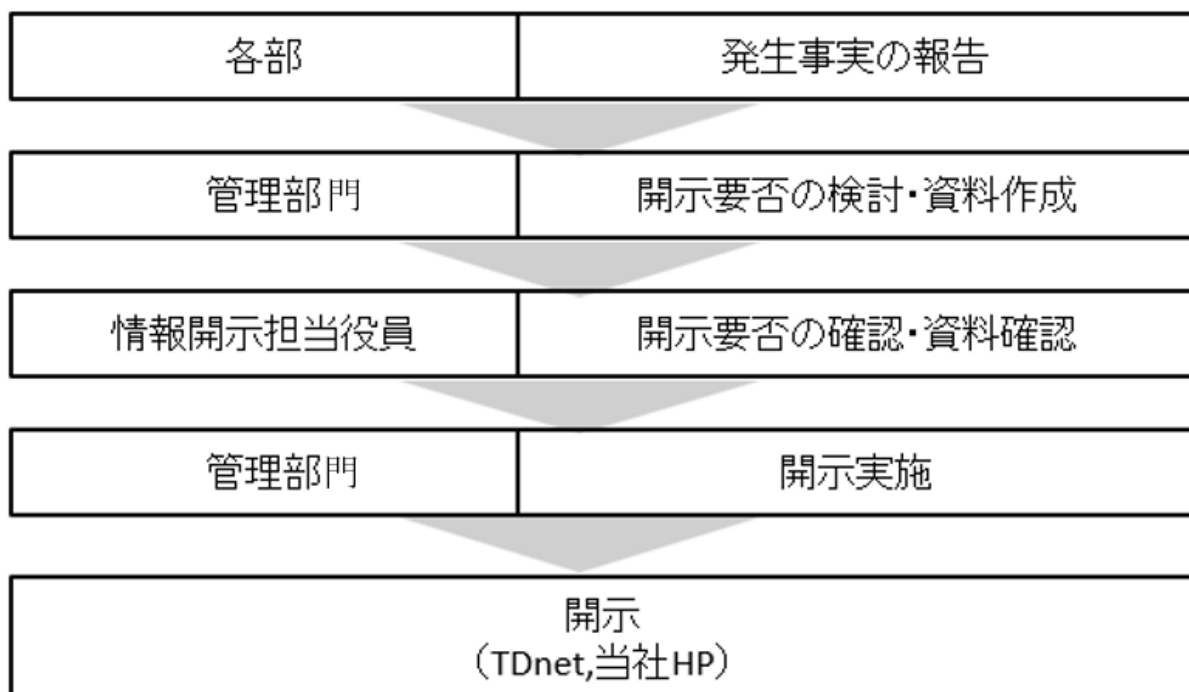 各部 発生事実の報告
管理部門 開示要否の検討・資料作成
情報開示担当役員 開示要否の確認・資料確認
管理部門 開示実施
開示
（TDnet,当社HP）